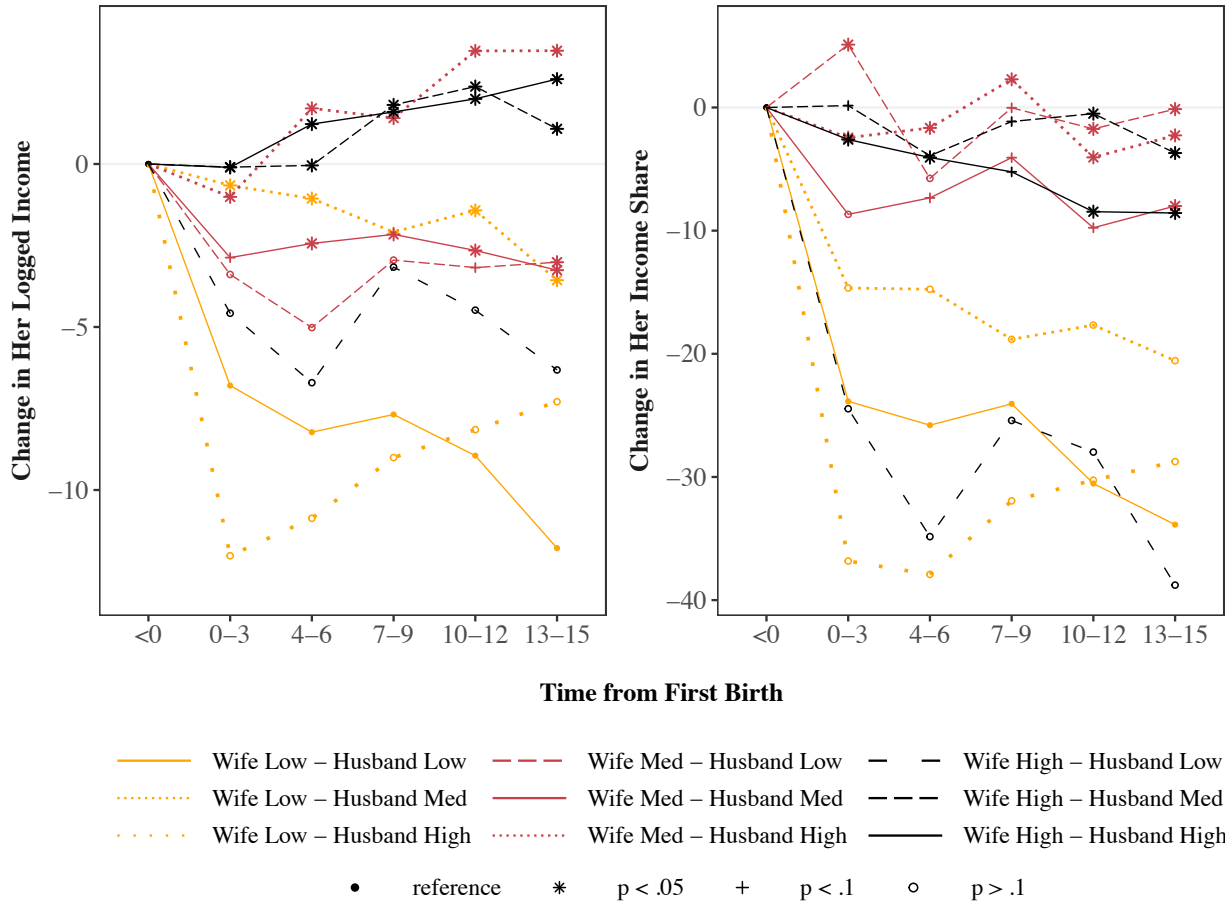 Change in Her Logged Income
0
−5
−10
<0 0−3 4−6 7−9 10−12 13−15
Change in Her Income Share
0
−10
−20
−30
−40
<0 0−3 4−6 7−9 10−12 13−15
Time from First Birth
Wife Low − Husband Low Wife Med − Husband Low Wife High − Husband Low
Wife Low − Husband Med Wife Med − Husband Med Wife High − Husband Med
Wife Low − Husband High Wife Med − Husband High Wife High − Husband High
reference p < .05 p < .1 p > .1